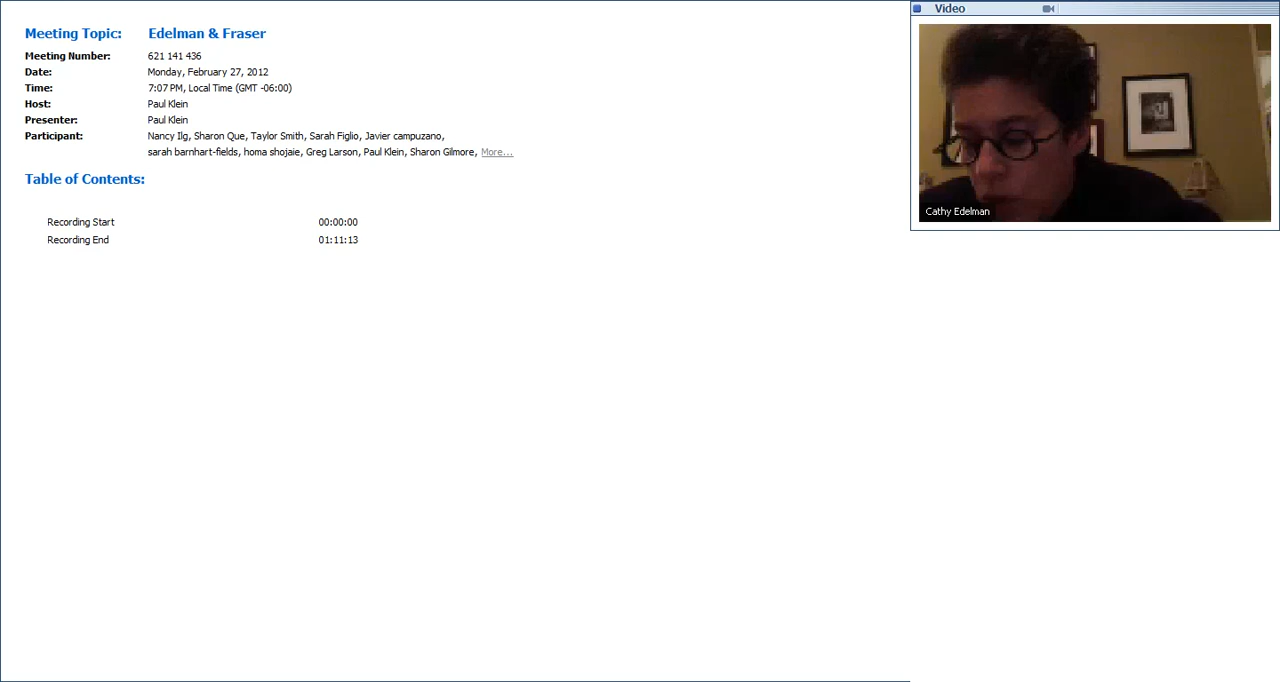 Meeting Topic: Edelman & Fraser
Meeting Number: 621 141 436
Date: Monday, February 27, 2012
Time: 7:07 PM, Local Time (GMT -06:00)
Host: Paul Klein
Presenter: Paul Klein
Participant: Nancy Ilg, Sharon Que, Taylor Smith, Sarah Figlio, Javier campuzano,
sarah barnhart-fields, homa shojaie, Greg Larson, Paul Klein, Sharon Gilmore, More...
Table of Contents:
Recording Start 00:00:00
Recording End 01:11:13
Video
Cathy Edelman